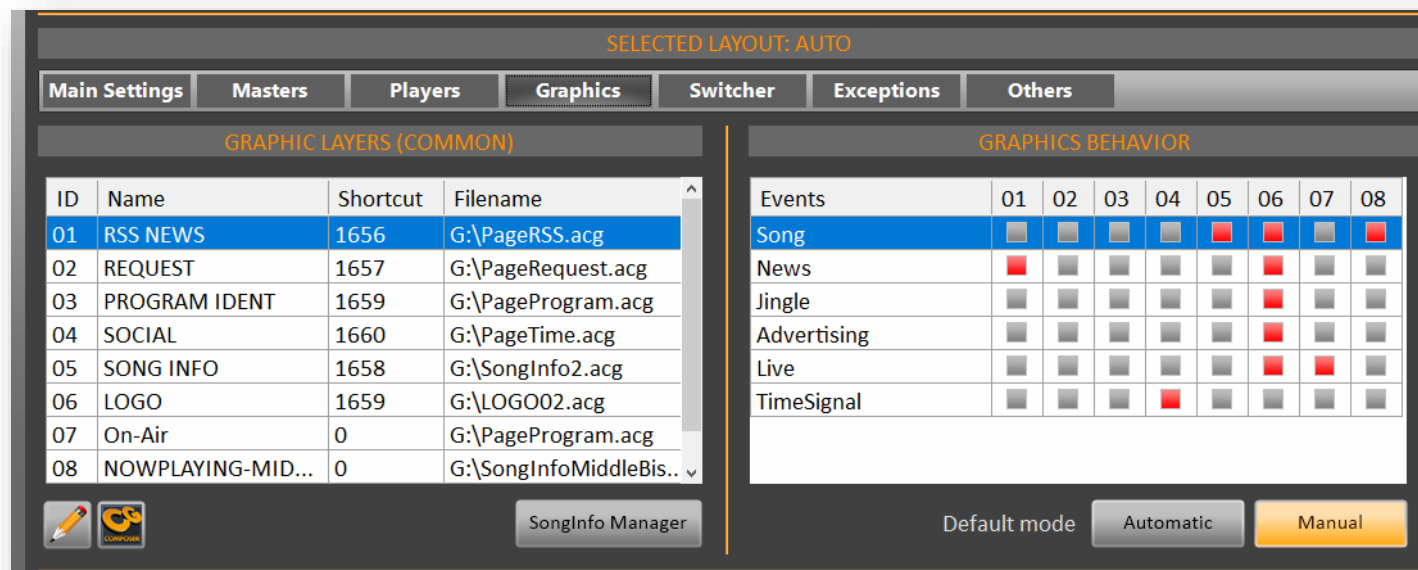 SELECTED LAYOUT: AUTO
Main Settings Masters Players Graphics Switcher Exceptions Others
GRAPHIC LAYERS (COMMON)
ID Name Shortcut Filename
01 RSS NEWS 1656 G:\PageRSS.acg
02 REQUEST 1657 G:\PageRequest.acg
03 PROGRAM IDENT 1659 G:\PageProgram.acg
04 SOCIAL 1660 G:\PageTime.acg
05 SONG INFO 1658 G:\SongInfo2.acg
06 LOGO 1659 G:\LOGO02.acg
07 On-Air 0 G:\PageProgram.acg
08 NOWPLAYING-MID... 0 G:\SongInfoMiddleBis...
COMPOSER
SongInfo Manager
GRAPHICS BEHAVIOR
Events 01 02 03 04 05 06 07 08
Song
News
Jingle
Advertising
Live
TimeSignal
Default mode Automatic Manual